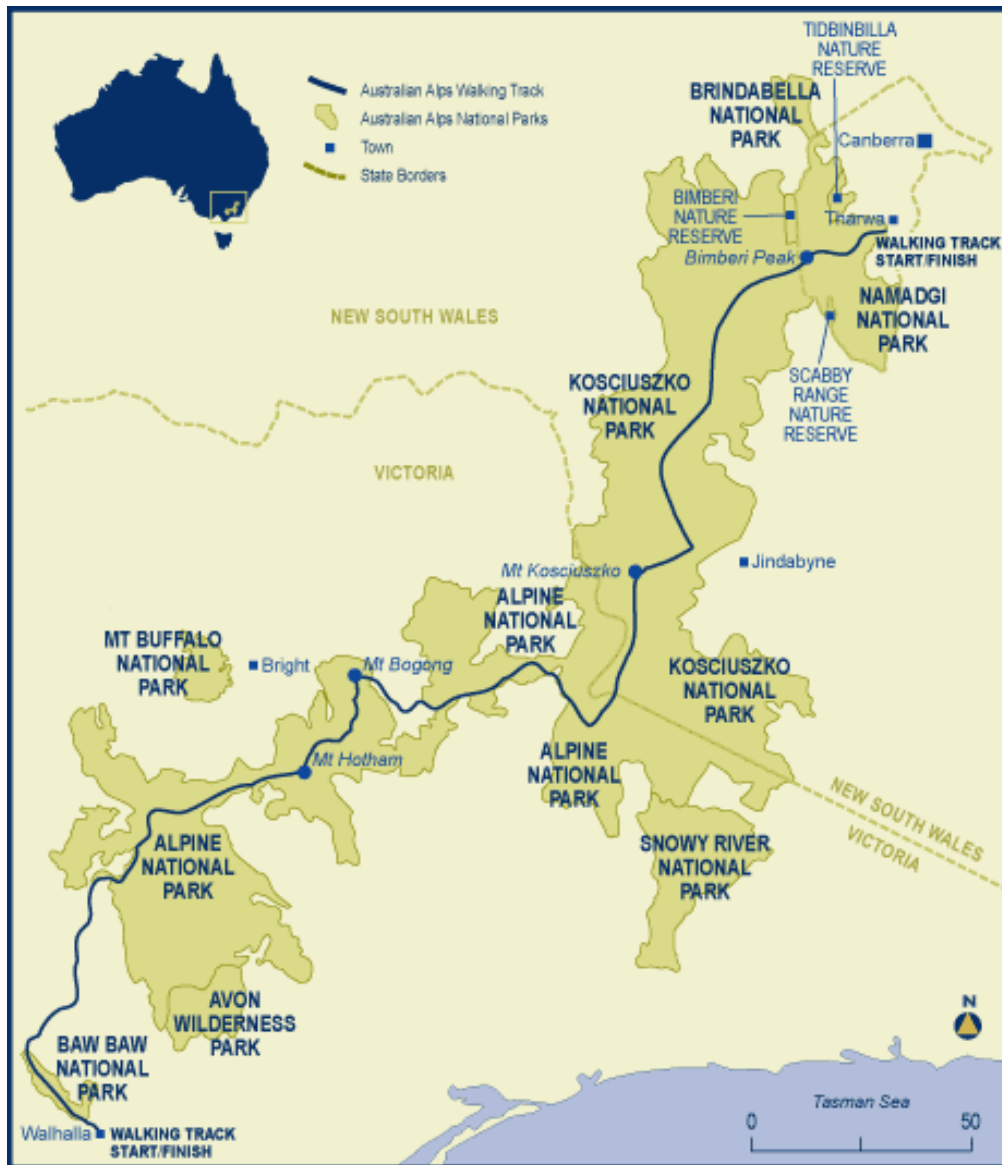 TIDBINBILLA
NATURE
RESERVE
Australian Alps Walking Track
Australian Alps National Parks
Town
State Borders
BRINDABELLA
NATIONAL
PARK
Canberra
BIMBERI
NATURE
RESERVE
Tharwa
WALKING TRACK
START/FINISH
Bimberi Peak
NAMADGI
NATIONAL
PARK
NEW SOUTH WALES
KOSCIUSZKO
NATIONAL
PARK
SCABBY
RANGE
NATURE
RESERVE
VICTORIA
Mt Kosciuszko
Jindabyne
ALPINE
NATIONAL
PARK
MT BUFFALO
NATIONAL
PARK
Bright
Mt Bogong
KOSCIUSZKO
NATIONAL
PARK
Mt Hotham
ALPINE
NATIONAL
PARK
NEW SOUTH WALES
VICTORIA
ALPINE
NATIONAL
PARK
SNOWY RIVER
NATIONAL
PARK
AVON
WILDERNESS
PARK
N
BAW BAW
NATIONAL
PARK
Tasman Sea
0 50
Walhalla
WALKING TRACK
START/FINISH